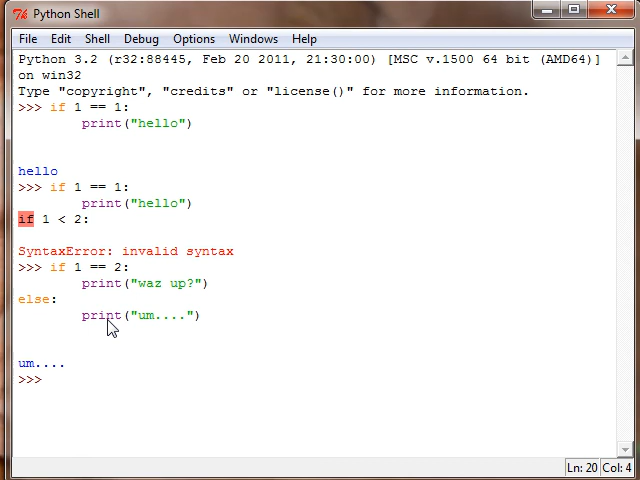 Python Shell
File Edit Shell Debug Options Windows Help
Python 3.2 (r32:88445, Feb 20 2011, 21:30:00) [MSC v.1500 64 bit (AMD64)]
on win32
Type "copyright", "credits" or "license()" for more information.
>>> if 1 == 1:
        print("hello")
hello
>>> if 1 == 1:
        print("hello")
if 1 < 2:
SyntaxError: invalid syntax
>>> if 1 == 2:
        print("waz up?")
else:
        print("um....")
um....
>>>
Ln: 20 Col: 4